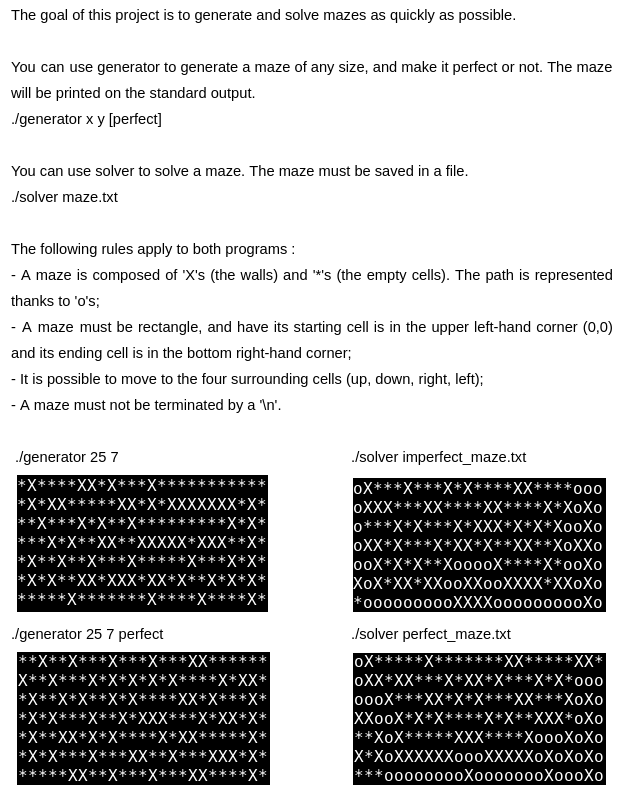 The goal of this project is to generate and solve mazes as quickly as possible.
You can use generator to generate a maze of any size, and make it perfect or not. The maze
will be printed on the standard output.
./generator x y [perfect]
You can use solver to solve a maze. The maze must be saved in a file.
./solver maze.txt
The following rules apply to both programs :
- A maze is composed of 'X's (the walls) and '*'s (the empty cells). The path is represented
thanks to 'o's;
- A maze must be rectangle, and have its starting cell is in the upper left-hand corner (0,0)
and its ending cell is in the bottom right-hand corner;
- It is possible to move to the four surrounding cells (up, down, right, left);
- A maze must not be terminated by a '\n'.
./generator 25 7
*X****XX*X***X***********
*X*XX*****XX*X*XXXXXXX*X*
**X***X*X**X*********X*X*
***X*X**XX**XXXXX*XXX**X*
*X**X**X***X*****X***X*X*
*X*X**XX*XXX*XX*X**X*X*X*
*****X*******X****X****X*
./solver imperfect_maze.txt
oX***X***X*X****XX****ooo
oXXX***XX****XX****X*XoXo
o***X*X***X*XXX*X*X*XooXo
oXX*X***X*XX*X**XX**XoXXo
ooX*X*X**XooooX****X*ooXo
XoX*XX*XXooXXooXXXX*XXoXo
*oooooooooXXXXoooooooooXo
./generator 25 7 perfect
**X**X***X***X***XX******
X**X***X*X*X*X*X****X*XX*
*X**X*X**X*X****XX*X***X*
*X*X***X**X*XXX***X*XX*X*
*X**XX*X*X****X*XX*****X*
*X*X***X***XX**X***XXX*X*
*****XX**X***X***XX****X*
./solver perfect_maze.txt
oX*****X*******XX*****XX*
oXX*XX***X*XX*X***X*X*ooo
oooX***XX*X*X***XX***XoXo
XXooX*X*X****X*X**XXX*oXo
**XoX*****XXX****XoooXoXo
X*XoXXXXXXoooXXXXXoXoXoXo
***ooooooooXoooooooXoooXo